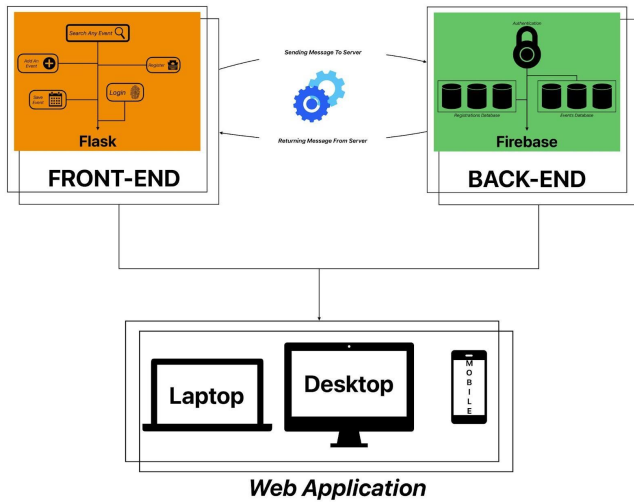 Search Any Event
Add An
Event
Register
Save
Event
Login
Flask
FRONT-END
Sending Message To Server
Returning Message From Server
Authentication
Registrations Database
Events Database
Firebase
BACK-END
Laptop
Desktop
MOBILE
Web Application